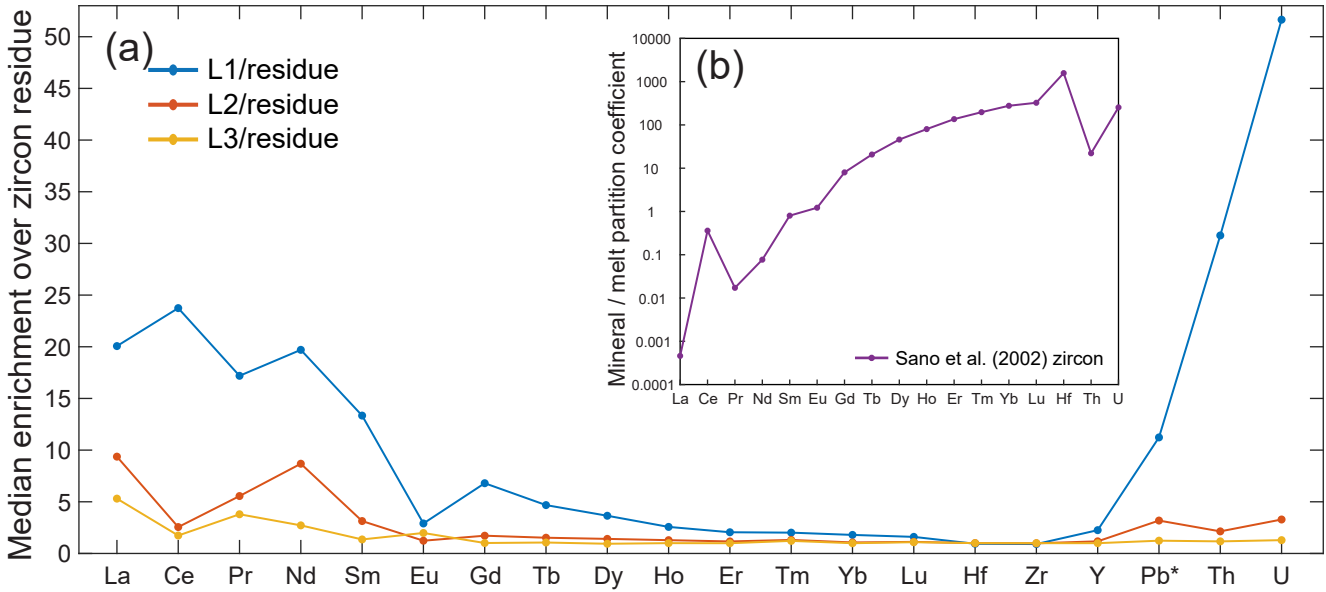 Median enrichment over zircon residue
50
45
40
35
30
25
20
15
10
5
0
(a)
L1/residue
L2/residue
L3/residue
La Ce Pr Nd Sm Eu Gd Tb Dy Ho Er Tm Yb Lu Hf Zr Y Pb* Th U
(b)
Mineral / melt partition coefficient
10000
1000
100
10
1
0.1
0.01
0.001
0.0001
Sano et al. (2002) zircon
La Ce Pr Nd Sm Eu Gd Tb Dy Ho Er Tm Yb Lu Hf Th U